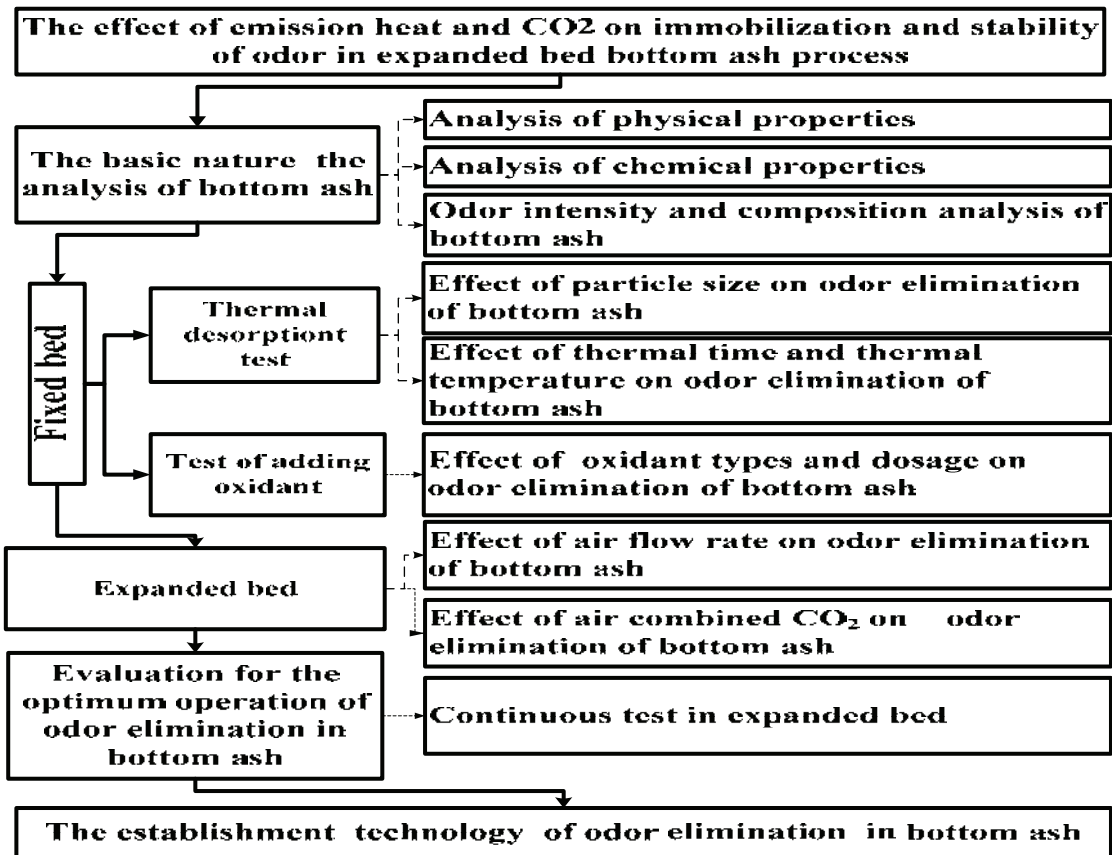 The effect of emission heat and CO2 on immobilization and stability
of odor in expanded bed bottom ash process
The basic nature the
analysis of bottom ash
Analysis of physical properties
Analysis of chemical properties
Odor intensity and composition analysis of
bottom ash
Fixed bed
Thermal
desorptiont
test
Effect of particle size on odor elimination
of bottom ash
Effect of thermal time and thermal
temperature on odor elimination of
bottom ash
Test of adding
oxidant
Effect of oxidant types and dosage on
odor elimination of bottom ash
Expanded bed
Effect of air flow rate on odor elimination
of bottom ash
Effect of air combined CO₂ on odor
elimination of bottom ash
Evaluation for the
optimum operation of
odor elimination in
bottom ash
Continuous test in expanded bed
The establishment technology of odor elimination in bottom ash